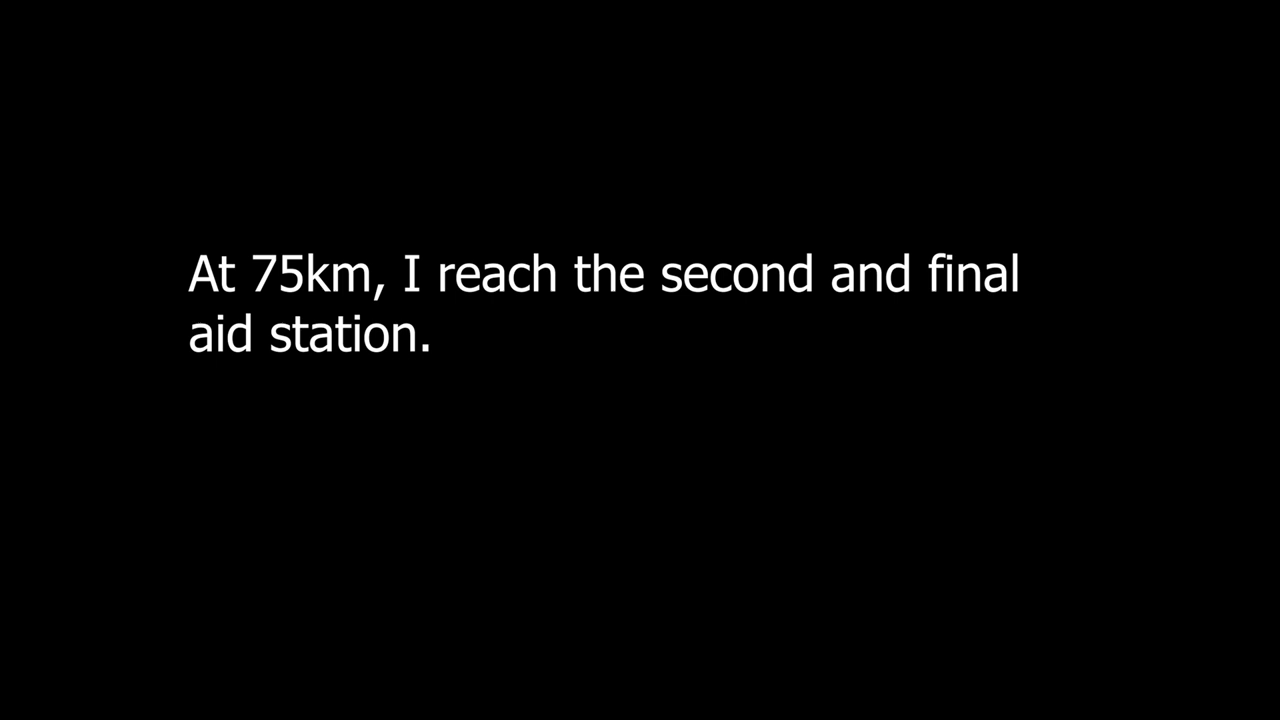 At 75km, I reach the second and final
aid station.